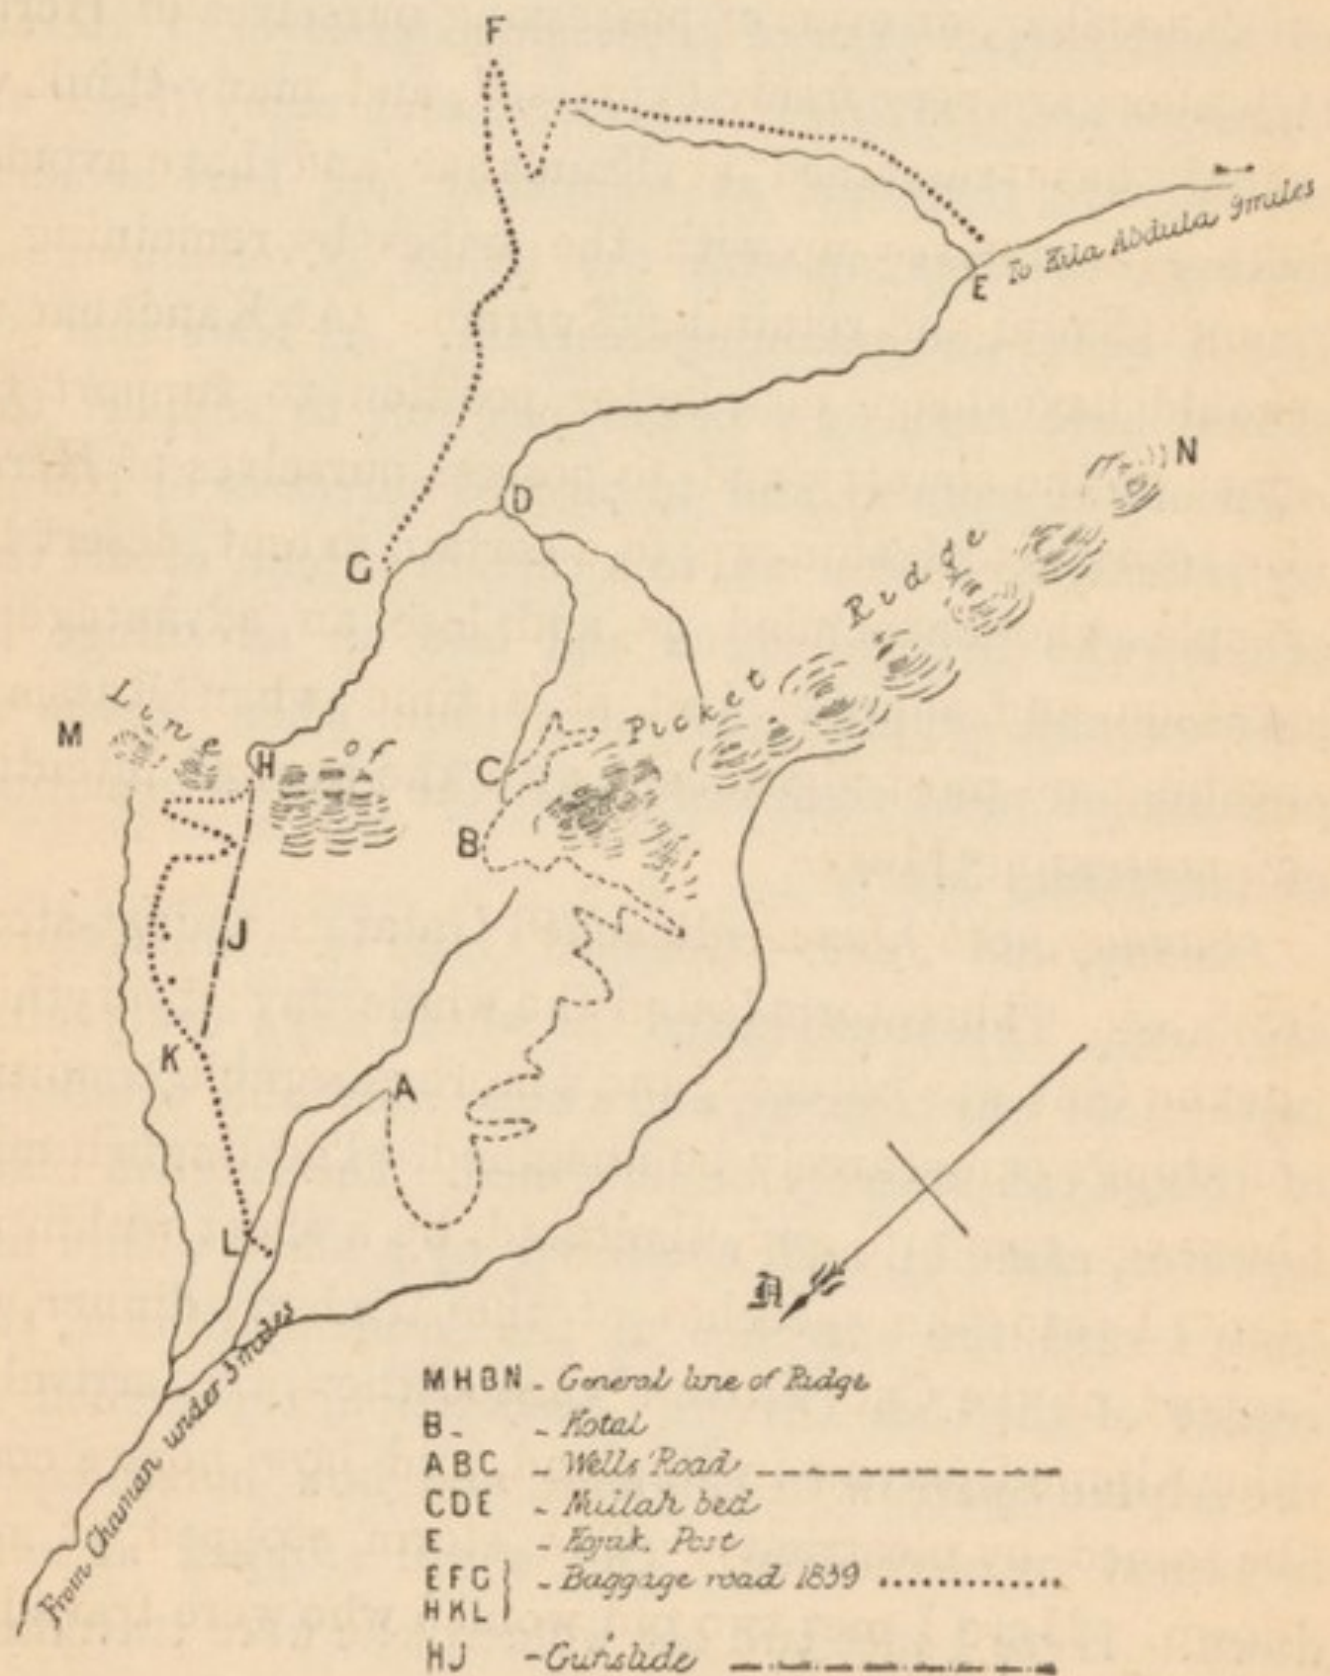 F
To Kila Abdula 9 miles
E
N
D
G
Line of Picket Ridge
M
H
C
B
J
K
A
L
N
From Chaman under 3 miles
MHBN - General line of Ridge
B - - Kotal
ABC - Wells' Road
CDE - Nullah bed
E - Kojak Post
EFG } - Baggage road 1839
HKL
HJ - Gunslide